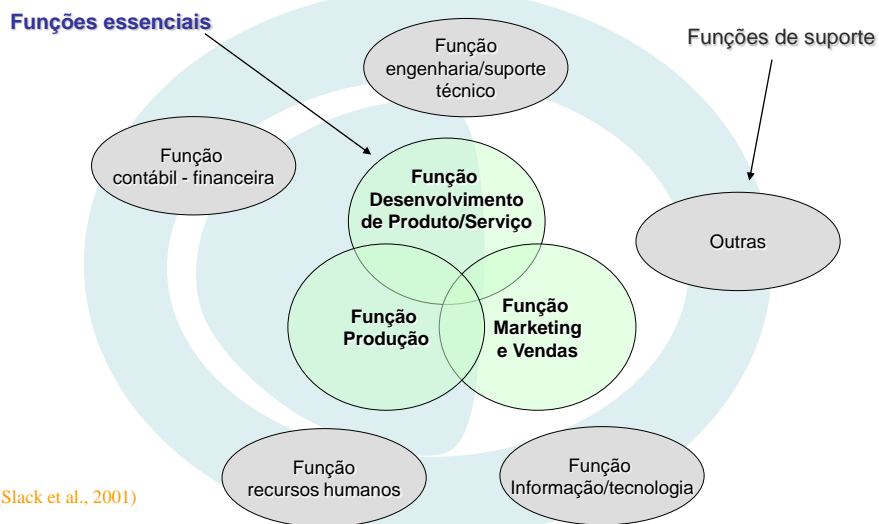 Funções essenciais
Funções de suporte
Função
engenharia/suporte
técnico
Função
contábil - financeira
Função
Desenvolvimento
de Produto/Serviço
Outras
Função
Produção
Função
Marketing
e Vendas
Função
recursos humanos
Função
Informação/tecnologia
Slack et al., 2001)